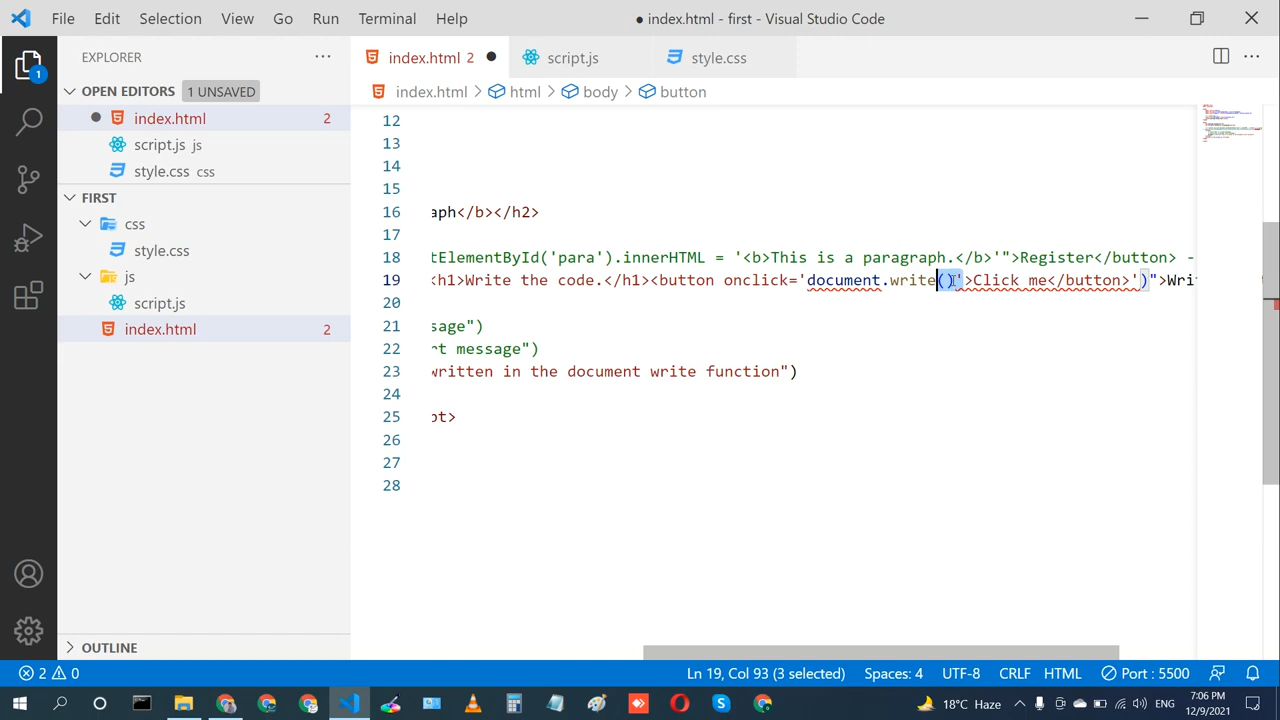 File Edit Selection View Go Run Terminal Help
● index.html - first - Visual Studio Code
EXPLORER
index.html 2
script.js
style.css
OPEN EDITORS 1 UNSAVED
index.html > html > body > button
index.html 2
script.js js
style.css css
FIRST
css
style.css
js
script.js
index.html 2
12
13
14
15
16 aph</b></h2>
17
18 tElementById('para').innerHTML = '<b>This is a paragraph.</b>'">Register</button> -
19 <h1>Write the code.</h1><button onclick='document.write()'>Click me</button>')">Wri
20
21 sage")
22 rt message")
23 written in the document write function")
24
25 pt>
26
27
28
1
OUTLINE
2 0
Ln 19, Col 93 (3 selected) Spaces: 4 UTF-8 CRLF HTML Port : 5500
18°C Haze ENG 7:06 PM
12/9/2021